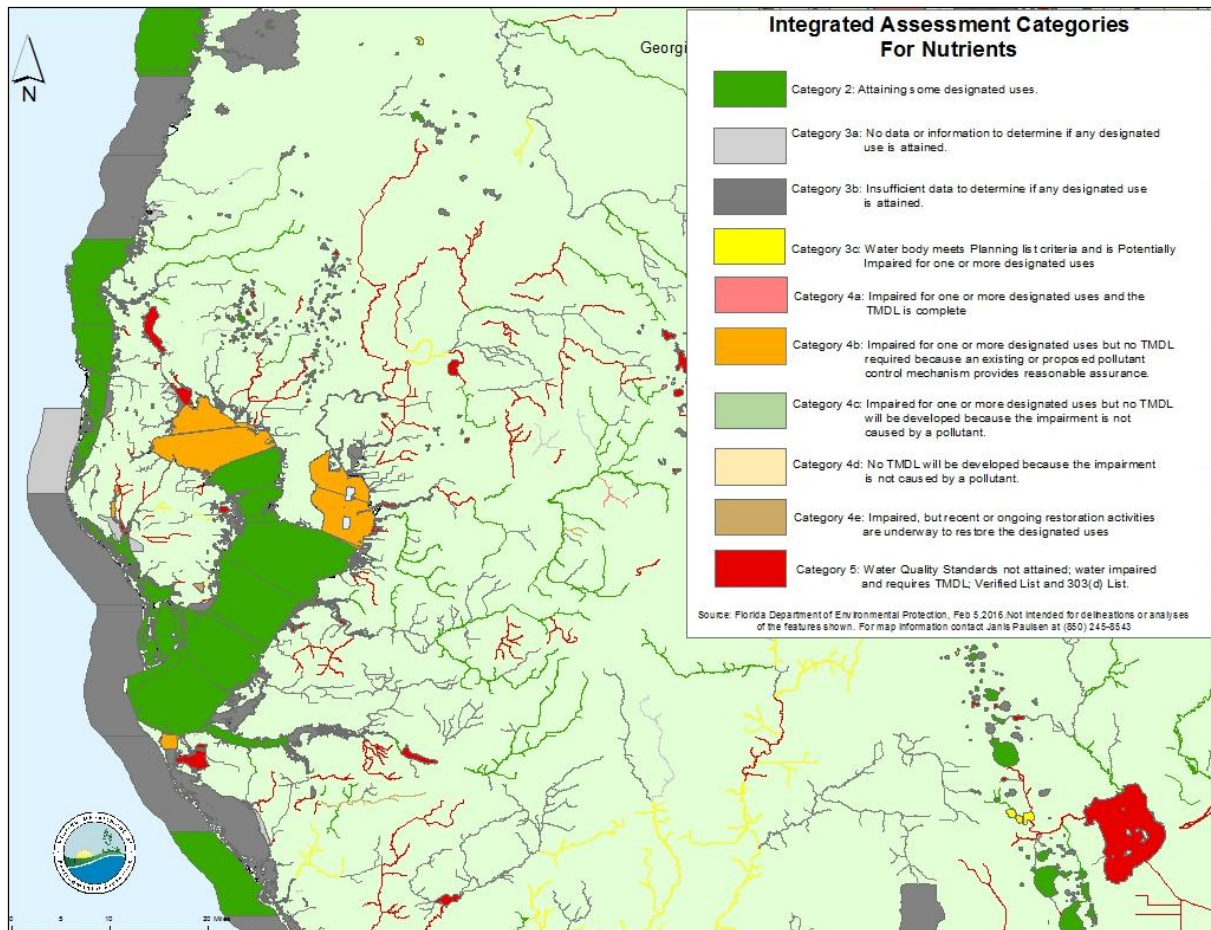 Integrated Assessment Categories
For Nutrients
Georgi
N
Category 2: Attaining some designated uses.
Category 3a: No data or information to determine if any designated
use is attained.
Category 3b: Insufficient data to determine if any designated use
is attained.
Category 3c: Water body meets Planning list criteria and is Potentially
Impaired for one or more designated uses
Category 4a: Impaired for one or more designated uses and the
TMDL is complete
Category 4b: Impaired for one or more designated uses but no TMDL
required because an existing or proposed pollutant
control mechanism provides reasonable assurance.
Category 4c: Impaired for one or more designated uses but no TMDL
will be developed because the impairment is not
caused by a pollutant.
Category 4d: No TMDL will be developed because the impairment
is not caused by a pollutant.
Category 4e: Impaired, but recent or ongoing restoration activities
are underway to restore the designated uses
Category 5: Water Quality Standards not attained; water impaired
and requires TMDL; Verified List and 303(d) List.
Source: Florida Department of Environmental Protection, Feb 5,2016.Not intended for delineations or analyses
of the features shown. For map information contact Janis Paulsen at (850) 245-8543
0 5 10 20 Miles